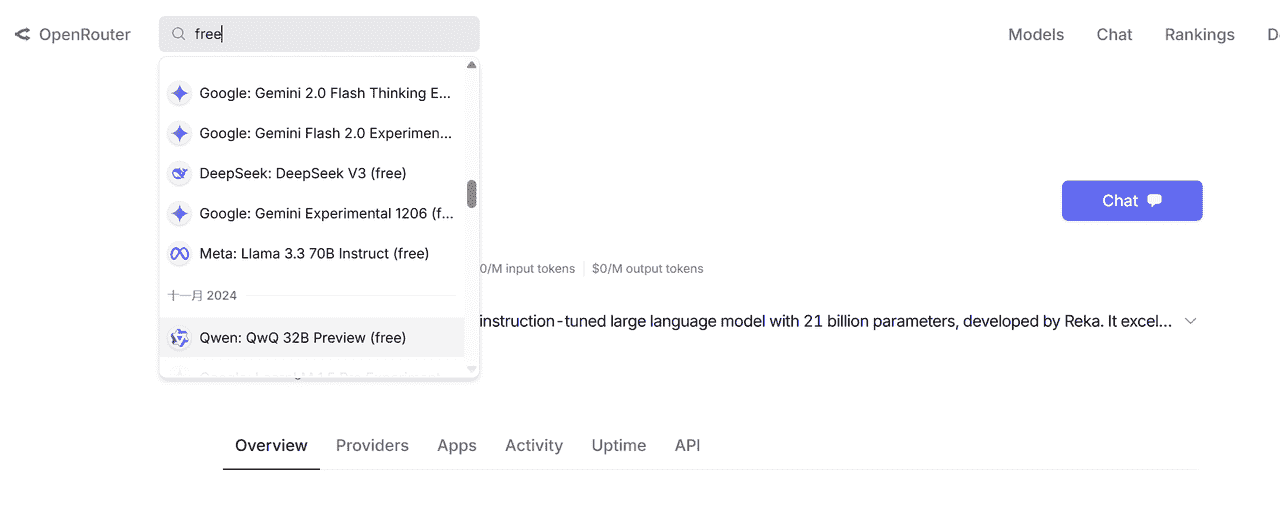 OpenRouter
free
Models
Chat
Rankings
Google: Gemini 2.0 Flash Thinking E...
Google: Gemini Flash 2.0 Experimen...
DeepSeek: DeepSeek V3 (free)
Google: Gemini Experimental 1206 (f...
Meta: Llama 3.3 70B Instruct (free)
十一月 2024
Qwen: QwQ 32B Preview (free)
Chat
0/M input tokens
$0/M output tokens
instruction-tuned large language model with 21 billion parameters, developed by Reka. It excel...
Overview
Providers
Apps
Activity
Uptime
API